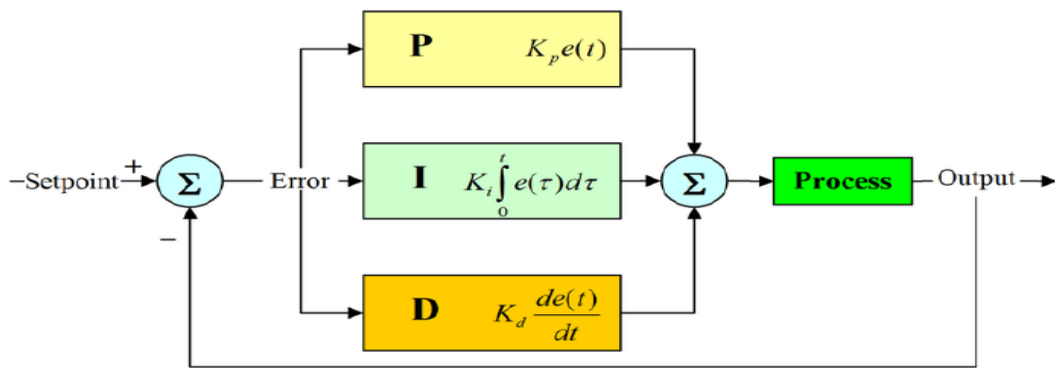 P K_p e(t)
+
–Setpoint Σ Error I K_i ∫_0^t e(τ)dτ Σ Process Output
–
D K_d de(t)/dt